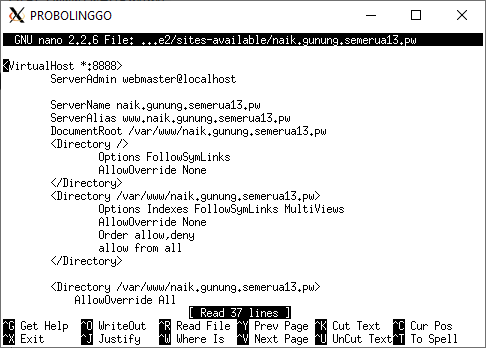 PROBOLINGGO
GNU nano 2.2.6 File: ...e2/sites-available/naik.gunung.semerua13.pw
<VirtualHost *:8888>
ServerAdmin webmaster@localhost
ServerName naik.gunung.semerua13.pw
ServerAlias www.naik.gunung.semerua13.pw
DocumentRoot /var/www/naik.gunung.semerua13.pw
<Directory />
Options FollowSymLinks
AllowOverride None
</Directory>
<Directory /var/www/naik.gunung.semerua13.pw>
Options Indexes FollowSymLinks MultiViews
AllowOverride None
Order allow,deny
allow from all
</Directory>
<Directory /var/www/naik.gunung.semerua13.pw>
AllowOverride All
[ Read 37 lines ]
^G Get Help ^O WriteOut ^R Read File ^Y Prev Page ^K Cut Text ^C Cur Pos
^X Exit ^J Justify ^W Where Is ^V Next Page ^U UnCut Text ^T To Spell